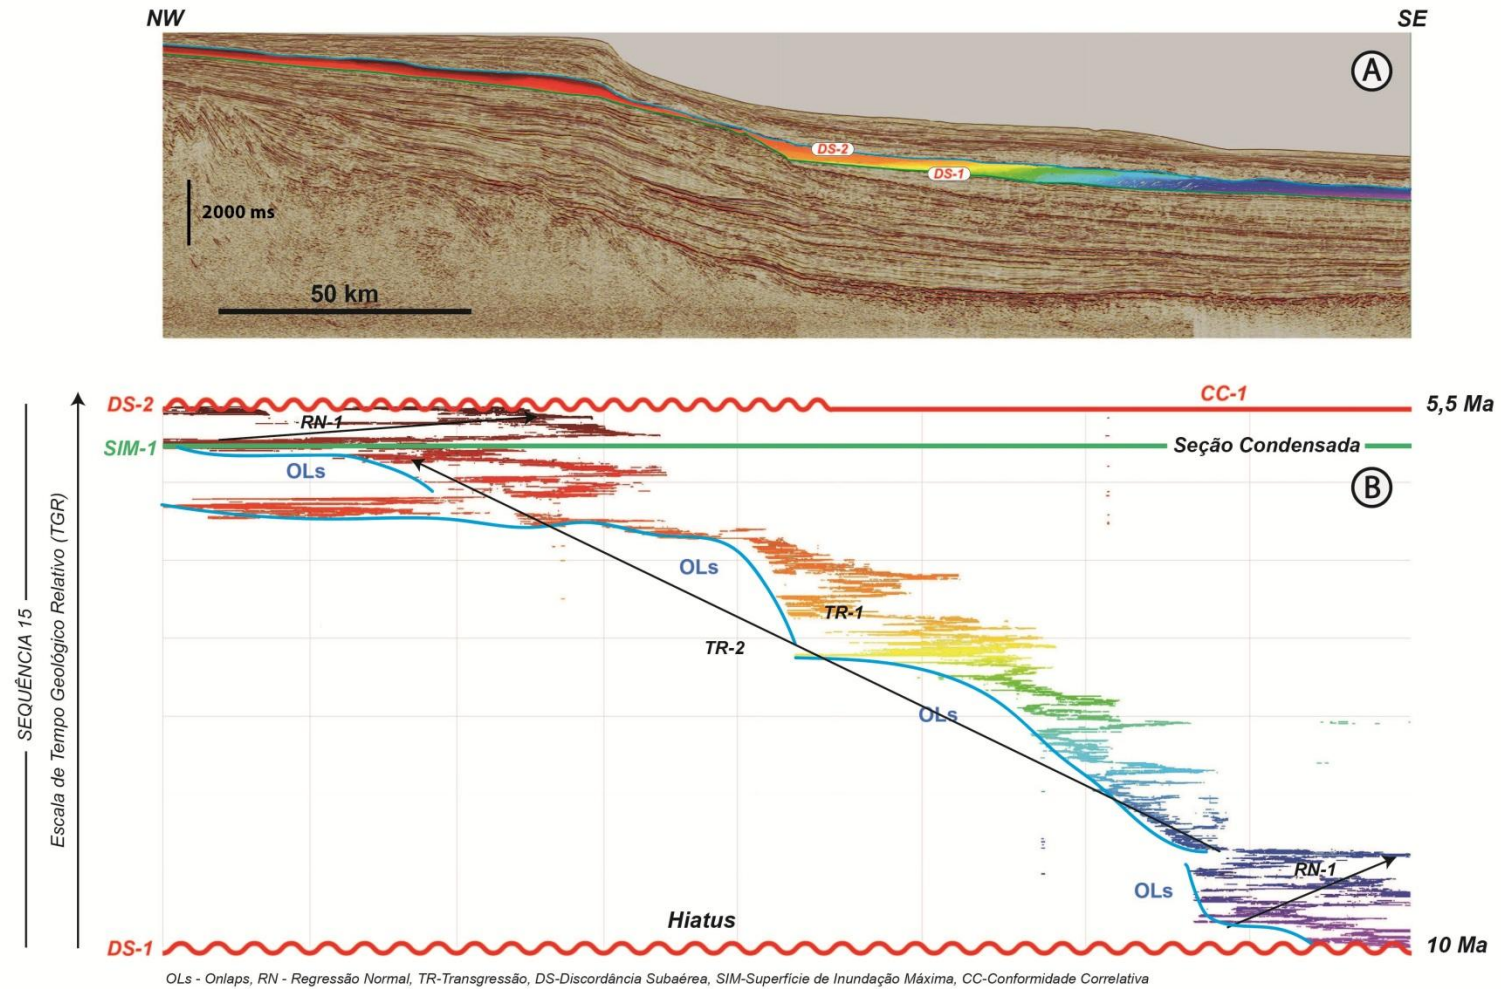 NW
SE
A
DS-2
DS-1
2000 ms
50 km
DS-2
CC-1
5,5 Ma
RN-1
SIM-1
Seção Condensada
OLs
B
OLs
TR-1
TR-2
OLs
RN-1
OLs
Hiatus
DS-1
10 Ma
SEQUÊNCIA 15
Escala de Tempo Geológico Relativo (TGR)
OLs - Onlaps, RN - Regressão Normal, TR-Transgressão, DS-Discordância Subaérea, SIM-Superfície de Inundação Máxima, CC-Conformidade Correlativa